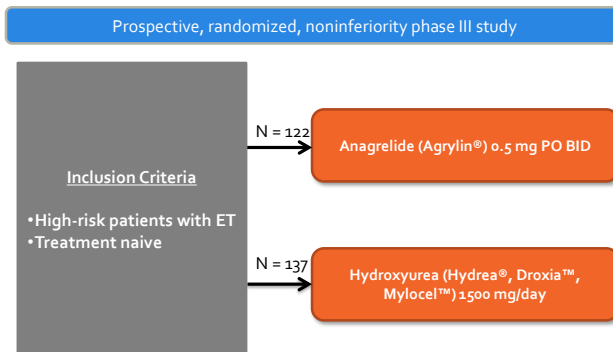 Prospective, randomized, noninferiority phase III study
N = 122
Anagrelide (Agrylin®) 0.5 mg PO BID
Inclusion Criteria
•High-risk patients with ET
•Treatment naive
N = 137
Hydroxyurea (Hydrea®, Droxia™,
Mylocel™) 1500 mg/day